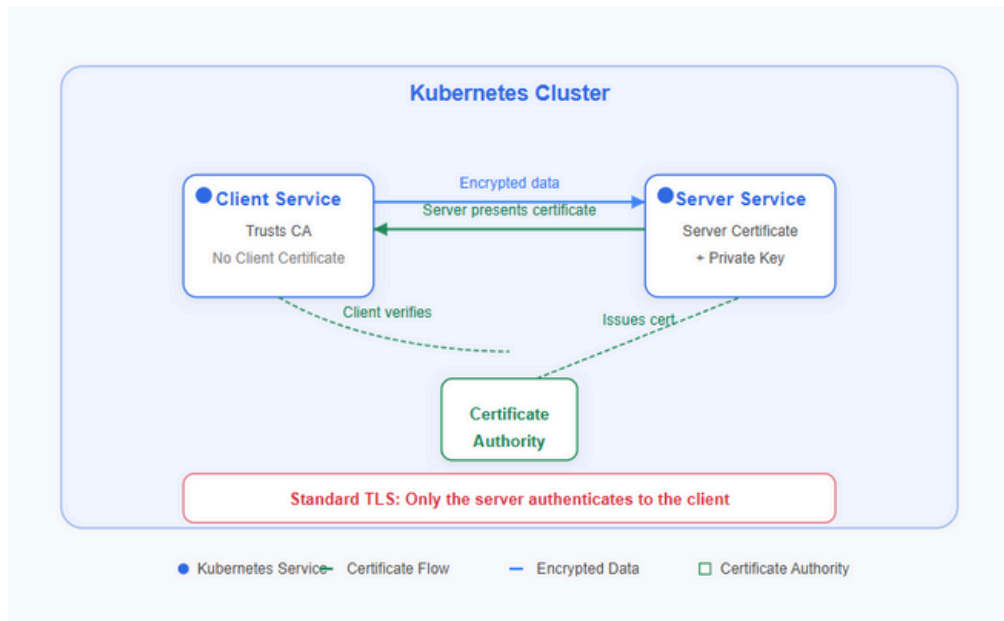 Kubernetes Cluster
Client Service
Trusts CA
No Client Certificate
Encrypted data
Server presents certificate
Server Service
Server Certificate
+ Private Key
Client verifies
Issues cert
Certificate
Authority
Standard TLS: Only the server authenticates to the client
Kubernetes Service
Certificate Flow
Encrypted Data
Certificate Authority